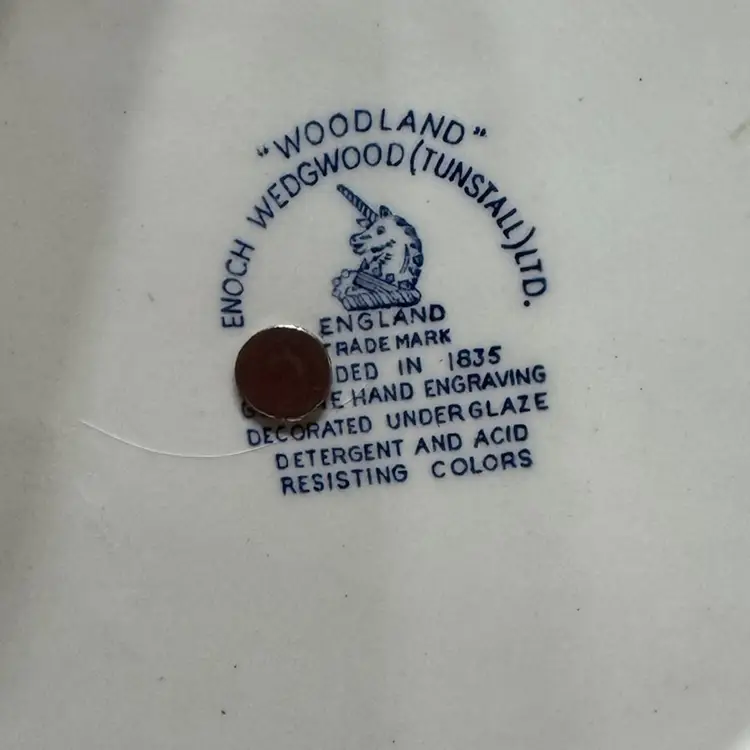 "WOODLAND"
ENOCH WEDGWOOD (TUNSTALL) LTD.
ENGLAND
TRADE MARK
IN 1835
HAND ENGRAVING
DECORATED UNDERGLAZE
DETERGENT AND ACID
RESISTING COLORS